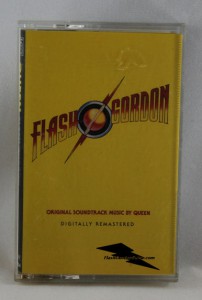 FLASH GORDON
ORIGINAL SOUNDTRACK MUSIC BY QUEEN
DIGITALLY REMASTERED